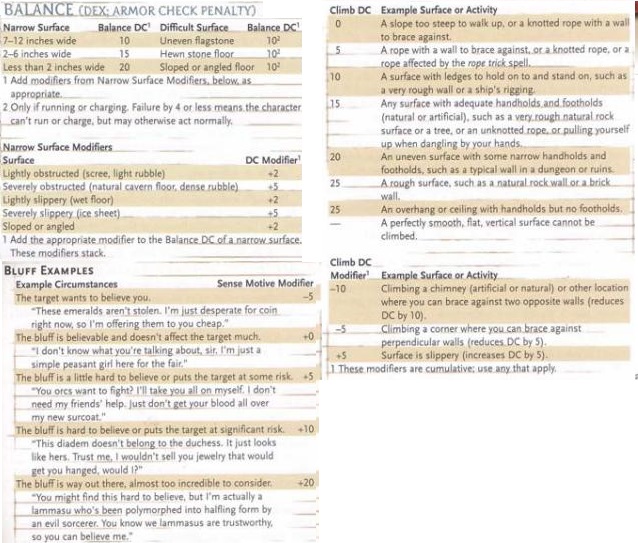 BALANCE (DEX; ARMOR CHECK PENALTY)
Narrow Surface Balance DC¹ Difficult Surface Balance DC¹
7–12 inches wide 10 Uneven flagstone 10²
2–6 inches wide 15 Hewn stone floor 10²
Less than 2 inches wide 20 Sloped or angled floor 10²
1 Add modifiers from Narrow Surface Modifiers, below, as
appropriate.
2 Only if running or charging. Failure by 4 or less means the character
can't run or charge, but may otherwise act normally.
Narrow Surface Modifiers
Surface DC Modifier¹
Lightly obstructed (scree, light rubble) +2
Severely obstructed (natural cavern floor, dense rubble) +5
Lightly slippery (wet floor) +2
Severely slippery (ice sheet) +5
Sloped or angled +2
1 Add the appropriate modifier to the Balance DC of a narrow surface.
These modifiers stack.
BLUFF EXAMPLES
Example Circumstances Sense Motive Modifier
The target wants to believe you. –5
"These emeralds aren't stolen. I'm just desperate for coin
right now, so I'm offering them to you cheap."
The bluff is believable and doesn't affect the target much. +0
"I don't know what you're talking about, sir. I'm just a
simple peasant girl here for the fair."
The bluff is a little hard to believe or puts the target at some risk. +5
"You orcs want to fight? I'll take you all on myself. I don't
need my friends' help. Just don't get your blood all over
my new surcoat."
The bluff is hard to believe or puts the target at significant risk. +10
"This diadem doesn't belong to the duchess. It just looks
like hers. Trust me, I wouldn't sell you jewelry that would
get you hanged, would I?"
The bluff is way out there, almost too incredible to consider. +20
"You might find this hard to believe, but I'm actually a
lammasu who's been polymorphed into halfling form by
an evil sorcerer. You know we lammasus are trustworthy,
so you can believe me."
Climb DC Example Surface or Activity
0 A slope too steep to walk up, or a knotted rope with a wall
to brace against.
5 A rope with a wall to brace against, or a knotted rope, or a
rope affected by the rope trick spell.
10 A surface with ledges to hold on to and stand on, such as
a very rough wall or a ship's rigging.
15 Any surface with adequate handholds and footholds
(natural or artificial), such as a very rough natural rock
surface or a tree, or an unknotted rope, or pulling yourself
up when dangling by your hands.
20 An uneven surface with some narrow handholds and
footholds, such as a typical wall in a dungeon or ruins.
25 A rough surface, such as a natural rock wall or a brick
wall.
25 An overhang or ceiling with handholds but no footholds.
— A perfectly smooth, flat, vertical surface cannot be
climbed.
Climb DC
Modifier¹ Example Surface or Activity
–10 Climbing a chimney (artificial or natural) or other location
where you can brace against two opposite walls (reduces
DC by 10).
–5 Climbing a corner where you can brace against
perpendicular walls (reduces DC by 5).
+5 Surface is slippery (increases DC by 5).
1 These modifiers are cumulative; use any that apply.